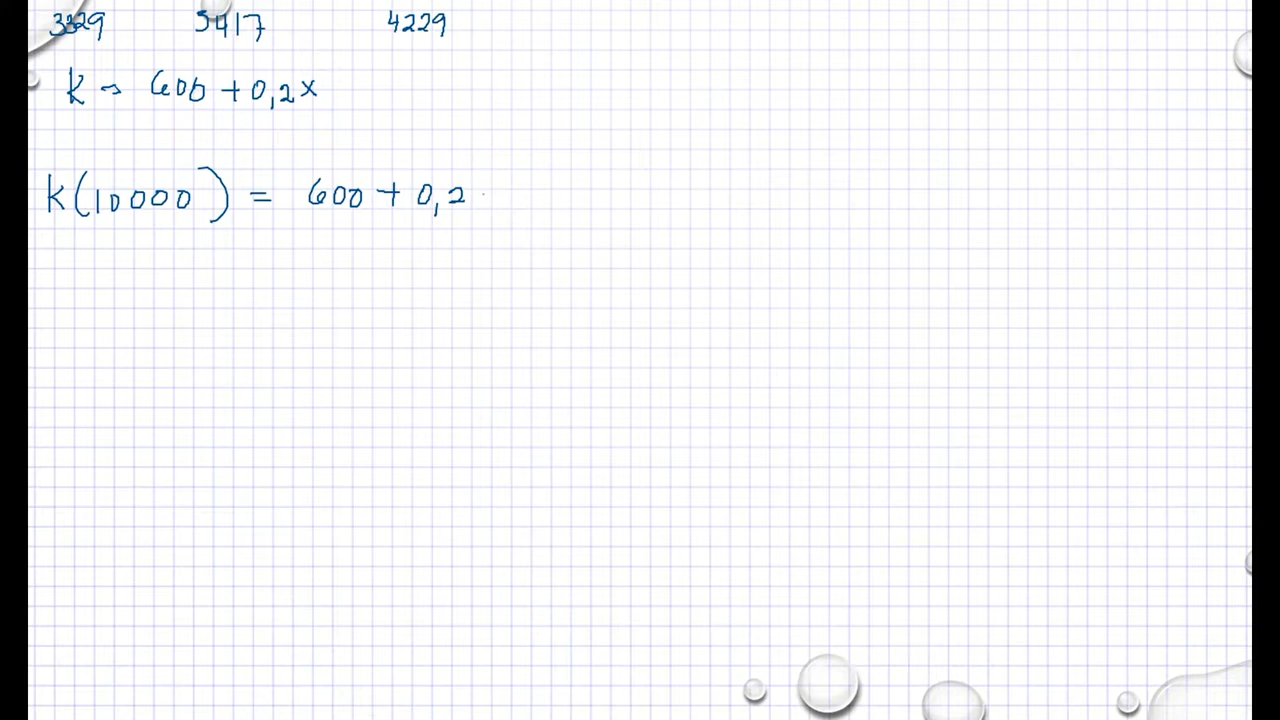 3329 5417 4229
K → 600 + 0,2x
K(10000) = 600 + 0,2 ·